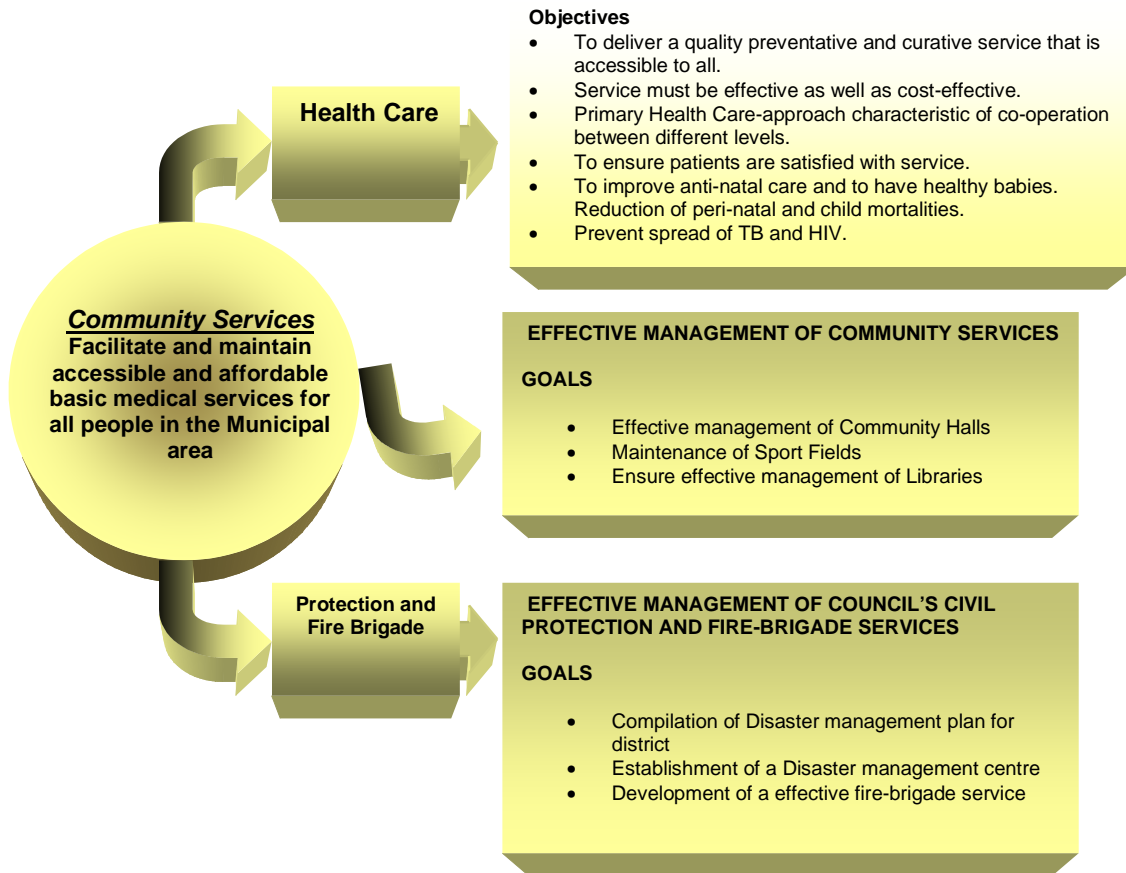 Community Services
Facilitate and maintain
accessible and affordable
basic medical services for
all people in the Municipal
area
Health Care
Objectives
• To deliver a quality preventative and curative service that is
accessible to all.
• Service must be effective as well as cost-effective.
• Primary Health Care-approach characteristic of co-operation
between different levels.
• To ensure patients are satisfied with service.
• To improve anti-natal care and to have healthy babies.
Reduction of peri-natal and child mortalities.
• Prevent spread of TB and HIV.
EFFECTIVE MANAGEMENT OF COMMUNITY SERVICES
GOALS
• Effective management of Community Halls
• Maintenance of Sport Fields
• Ensure effective management of Libraries
Protection and
Fire Brigade
EFFECTIVE MANAGEMENT OF COUNCIL'S CIVIL
PROTECTION AND FIRE-BRIGADE SERVICES
GOALS
• Compilation of Disaster management plan for
district
• Establishment of a Disaster management centre
• Development of a effective fire-brigade service